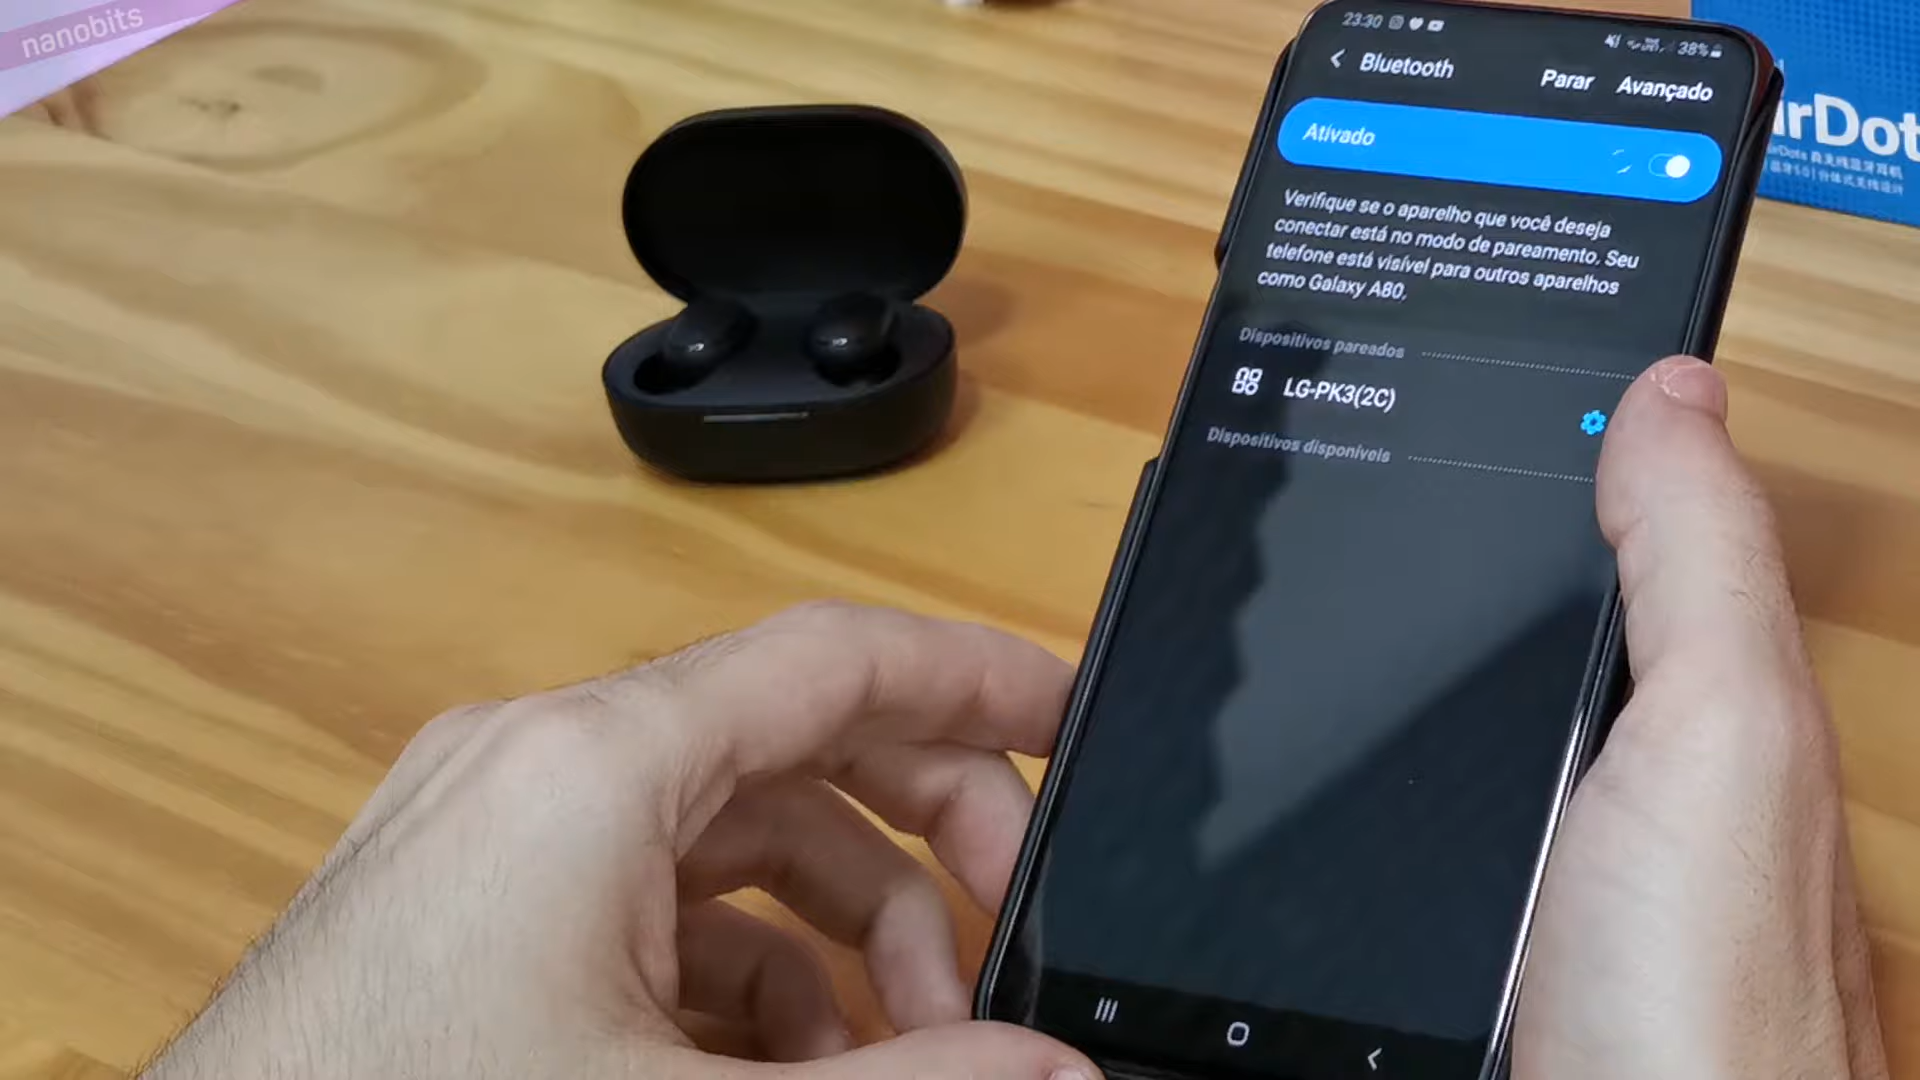 nanobits
23:30
38%
Bluetooth
Parar
Avançado
Ativado
Verifique se o aparelho que você deseja
conectar está no modo de pareamento. Seu
telefone está visível para outros aparelhos
como Galaxy A80.
Dispositivos pareados
LG-PK3(2C)
Dispositivos disponíveis
irDot